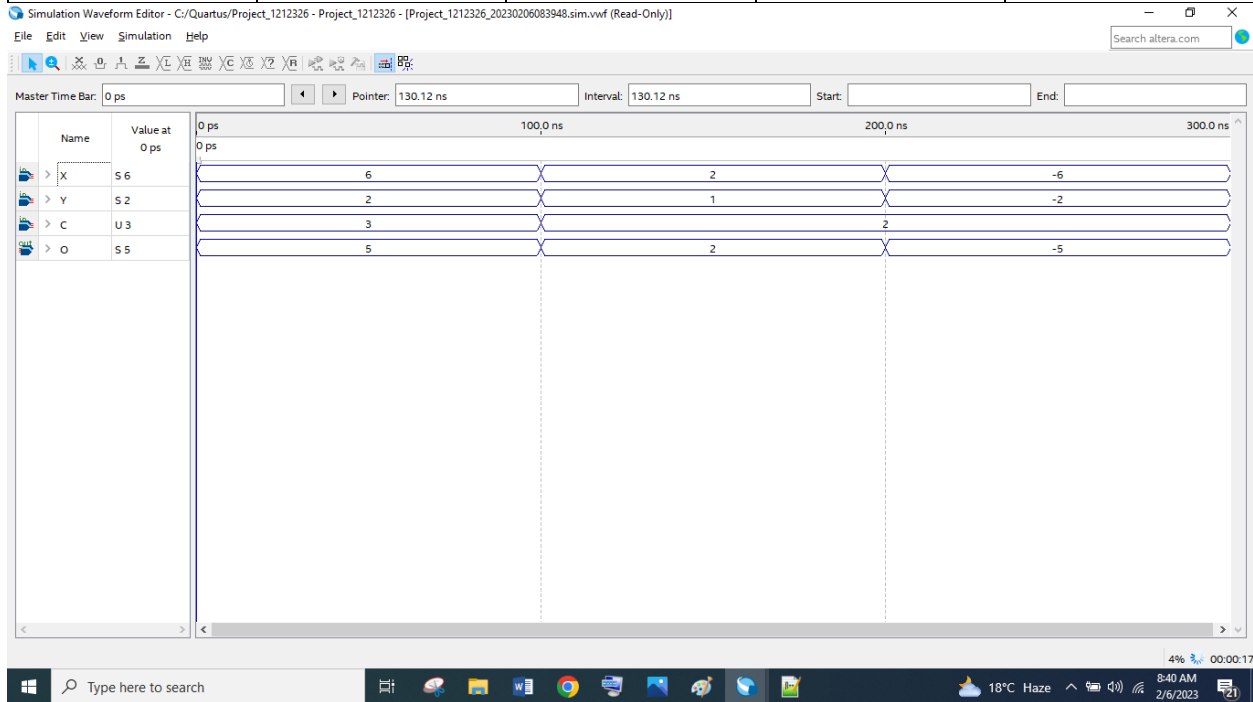 Simulation Waveform Editor - C:/Quartus/Project_1212326 - Project_1212326 - [Project_1212326_20230206083948.sim.vwf (Read-Only)]
File Edit View Simulation Help
Search altera.com
Master Time Bar: 0 ps Pointer: 130.12 ns Interval: 130.12 ns Start: End:
Name Value at 0 ps
0 ps 100.0 ns 200.0 ns 300.0 ns
0 ps
X S 6 6 2 -6
Y S 2 2 1 -2
C U 3 3 2
O S 5 5 2 -5
4% 00:00:17
Type here to search 18°C Haze 8:40 AM
2/6/2023 21